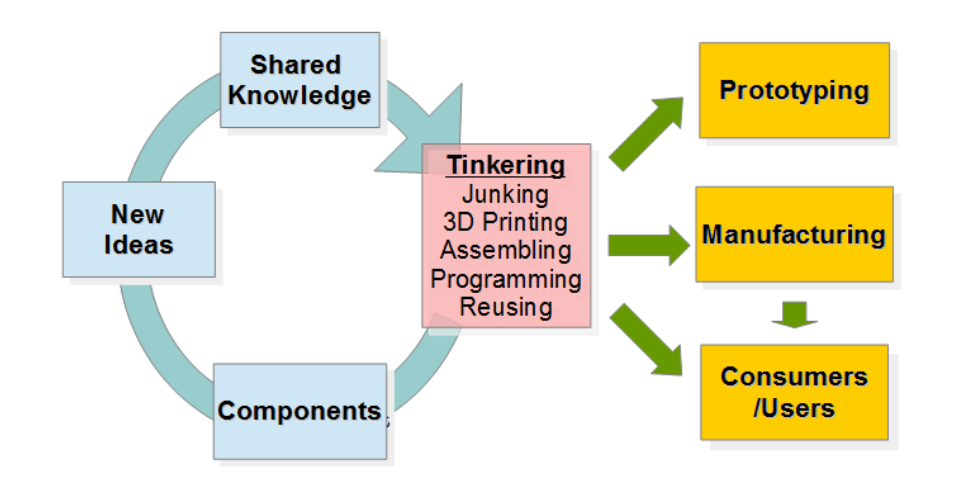 Shared
Knowledge
New
Ideas
Components
Tinkering
Junking
3D Printing
Assembling
Programming
Reusing
Prototyping
Manufacturing
Consumers
/Users